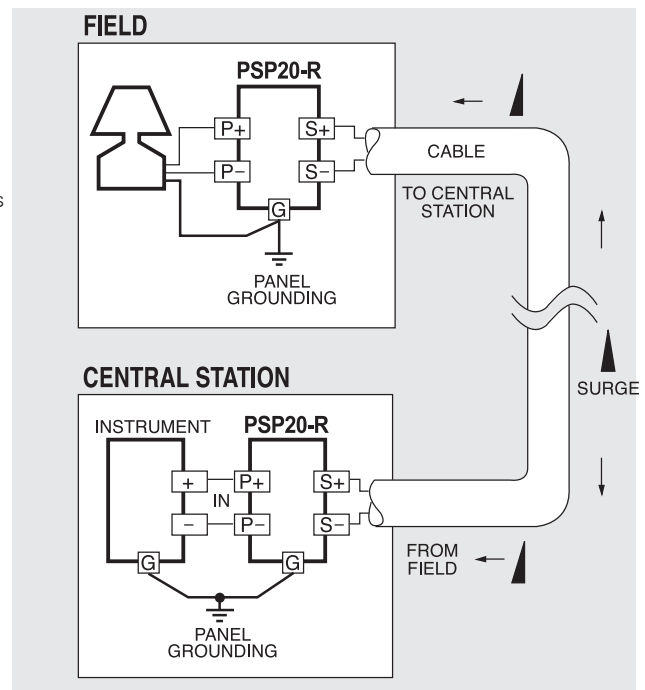 FIELD
PSP20-R
P+
S+
P−
S−
G
CABLE
TO CENTRAL
STATION
PANEL
GROUNDING
s
SURGE
CENTRAL STATION
INSTRUMENT
PSP20-R
+
P+
S+
IN
−
P−
S−
G
G
FROM
FIELD
PANEL
GROUNDING